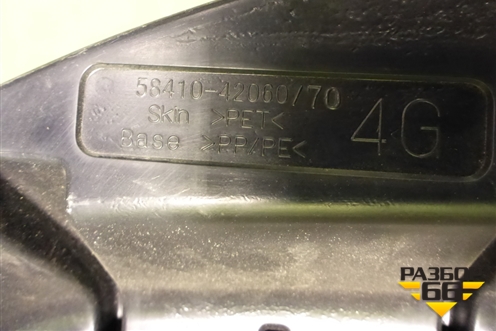 58410-42060/70
Skin >PET<
Base >PP/PE<
4G
РАЗБОР
66